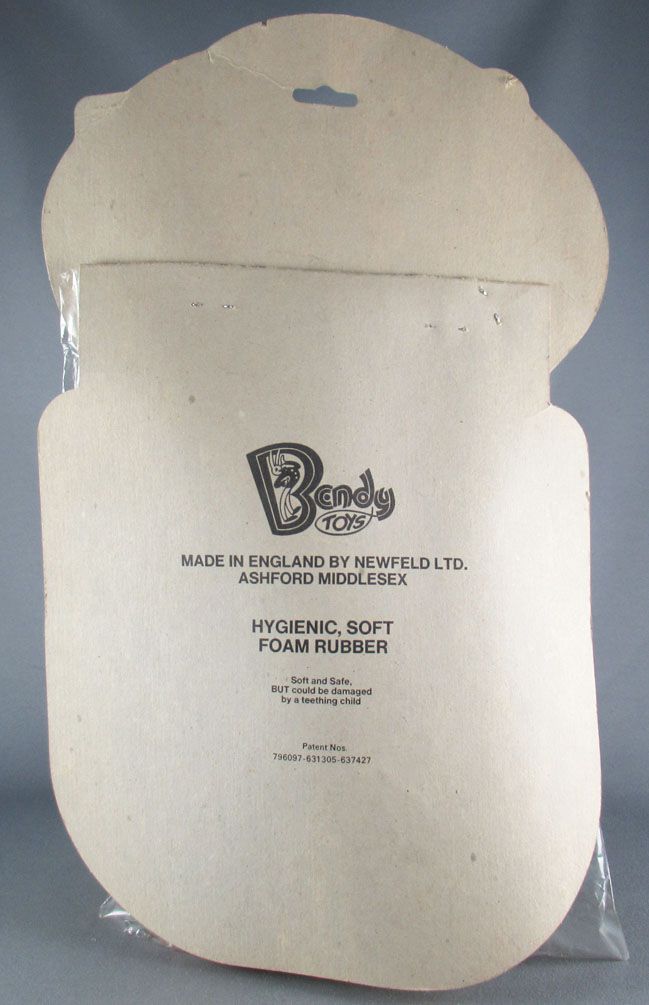 Bendy
TOYS
MADE IN ENGLAND BY NEWFELD LTD.
ASHFORD MIDDLESEX
HYGIENIC, SOFT
FOAM RUBBER
Soft and Safe,
BUT could be damaged
by a teething child
Patent Nos.
796097-631305-637427